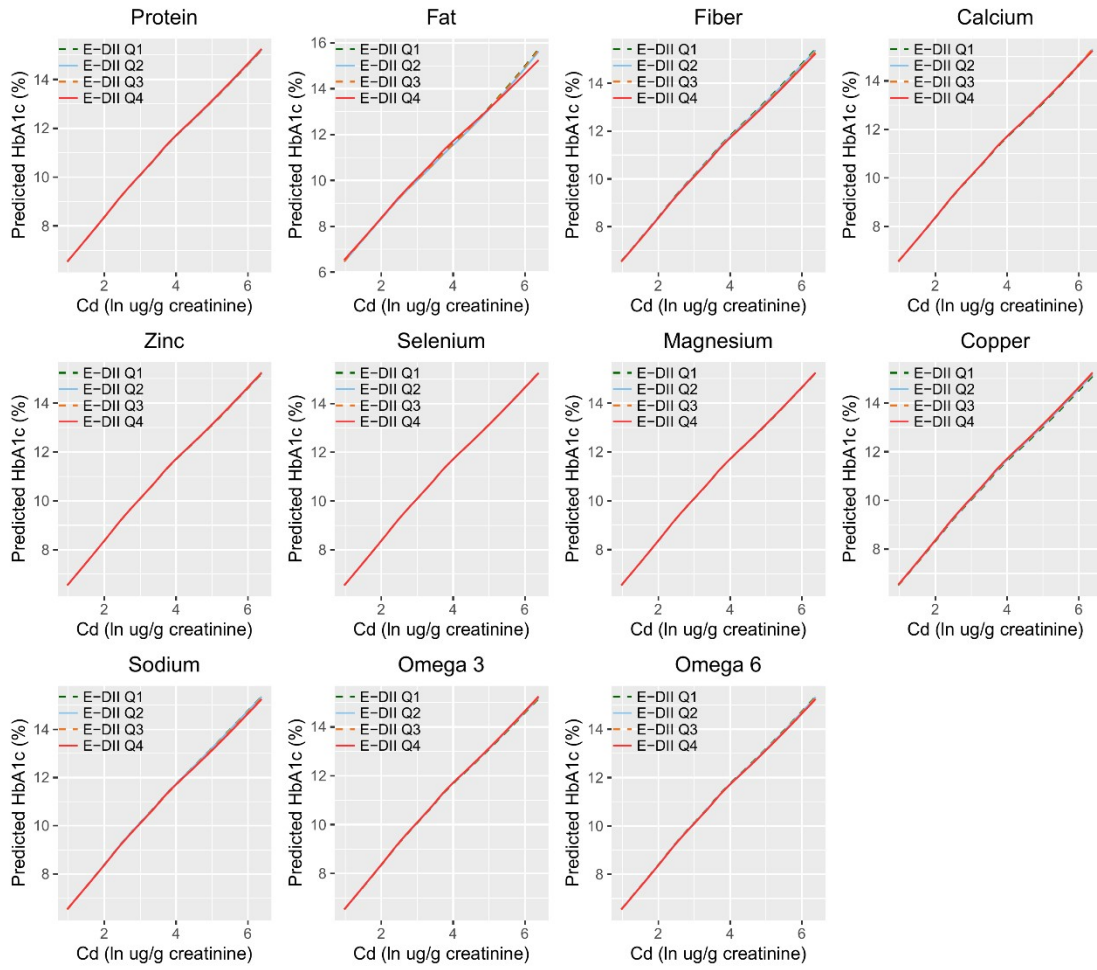 Protein
E−DII Q1
E−DII Q2
E−DII Q3
E−DII Q4
Predicted HbA1c (%)
14
12
10
8
2 4 6
Cd (ln ug/g creatinine)
Fat
E−DII Q1
E−DII Q2
E−DII Q3
E−DII Q4
Predicted HbA1c (%)
16
14
12
10
8
6
2 4 6
Cd (ln ug/g creatinine)
Fiber
E−DII Q1
E−DII Q2
E−DII Q3
E−DII Q4
Predicted HbA1c (%)
14
12
10
8
2 4 6
Cd (ln ug/g creatinine)
Calcium
E−DII Q1
E−DII Q2
E−DII Q3
E−DII Q4
Predicted HbA1c (%)
14
12
10
8
2 4 6
Cd (ln ug/g creatinine)
Zinc
E−DII Q1
E−DII Q2
E−DII Q3
E−DII Q4
Predicted HbA1c (%)
14
12
10
8
2 4 6
Cd (ln ug/g creatinine)
Selenium
E−DII Q1
E−DII Q2
E−DII Q3
E−DII Q4
Predicted HbA1c (%)
14
12
10
8
2 4 6
Cd (ln ug/g creatinine)
Magnesium
E−DII Q1
E−DII Q2
E−DII Q3
E−DII Q4
Predicted HbA1c (%)
14
12
10
8
2 4 6
Cd (ln ug/g creatinine)
Copper
E−DII Q1
E−DII Q2
E−DII Q3
E−DII Q4
Predicted HbA1c (%)
14
12
10
8
2 4 6
Cd (ln ug/g creatinine)
Sodium
E−DII Q1
E−DII Q2
E−DII Q3
E−DII Q4
Predicted HbA1c (%)
14
12
10
8
2 4 6
Cd (ln ug/g creatinine)
Omega 3
E−DII Q1
E−DII Q2
E−DII Q3
E−DII Q4
Predicted HbA1c (%)
14
12
10
8
2 4 6
Cd (ln ug/g creatinine)
Omega 6
E−DII Q1
E−DII Q2
E−DII Q3
E−DII Q4
Predicted HbA1c (%)
14
12
10
8
2 4 6
Cd (ln ug/g creatinine)